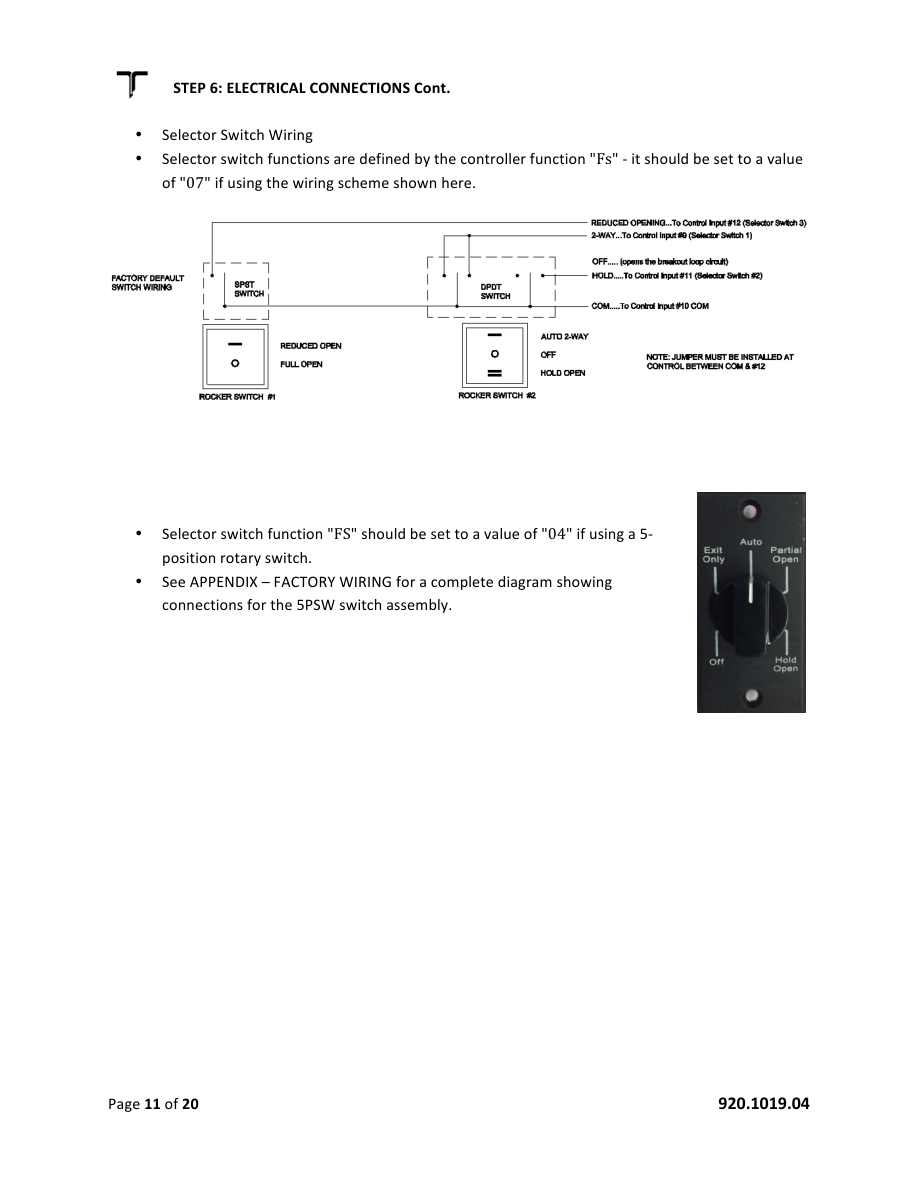 STEP 6: ELECTRICAL CONNECTIONS Cont.
• Selector Switch Wiring
• Selector switch functions are defined by the controller function "Fs" - it should be set to a value
of "07" if using the wiring scheme shown here.
REDUCED OPENING...To Control Input #12 (Selector Switch 3)
2-WAY...To Control Input #9 (Selector Switch 1)
OFF..... (opens the breakout loop circuit)
HOLD.....To Control Input #11 (Selector Switch #2)
COM.....To Control Input #10 COM
FACTORY DEFAULT
SWITCH WIRING
SPST
SWITCH
DPDT
SWITCH
REDUCED OPEN
FULL OPEN
ROCKER SWITCH #1
AUTO 2-WAY
OFF
HOLD OPEN
ROCKER SWITCH #2
NOTE: JUMPER MUST BE INSTALLED AT
CONTROL BETWEEN COM & #12
• Selector switch function "FS" should be set to a value of "04" if using a 5-
position rotary switch.
• See APPENDIX – FACTORY WIRING for a complete diagram showing
connections for the 5PSW switch assembly.
Auto
Exit
Only
Partial
Open
Off
Hold
Open
Page 11 of 20
920.1019.04